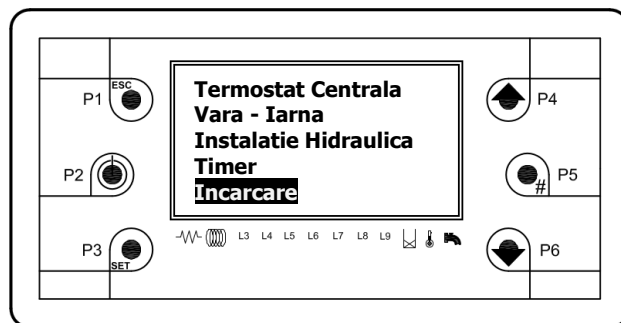 ESC
P1
P2
P3
SET
Termostat Centrala
Vara - Iarna
Instalatie Hidraulica
Timer
Incarcare
L3 L4 L5 L6 L7 L8 L9
P4
P5
#
P6